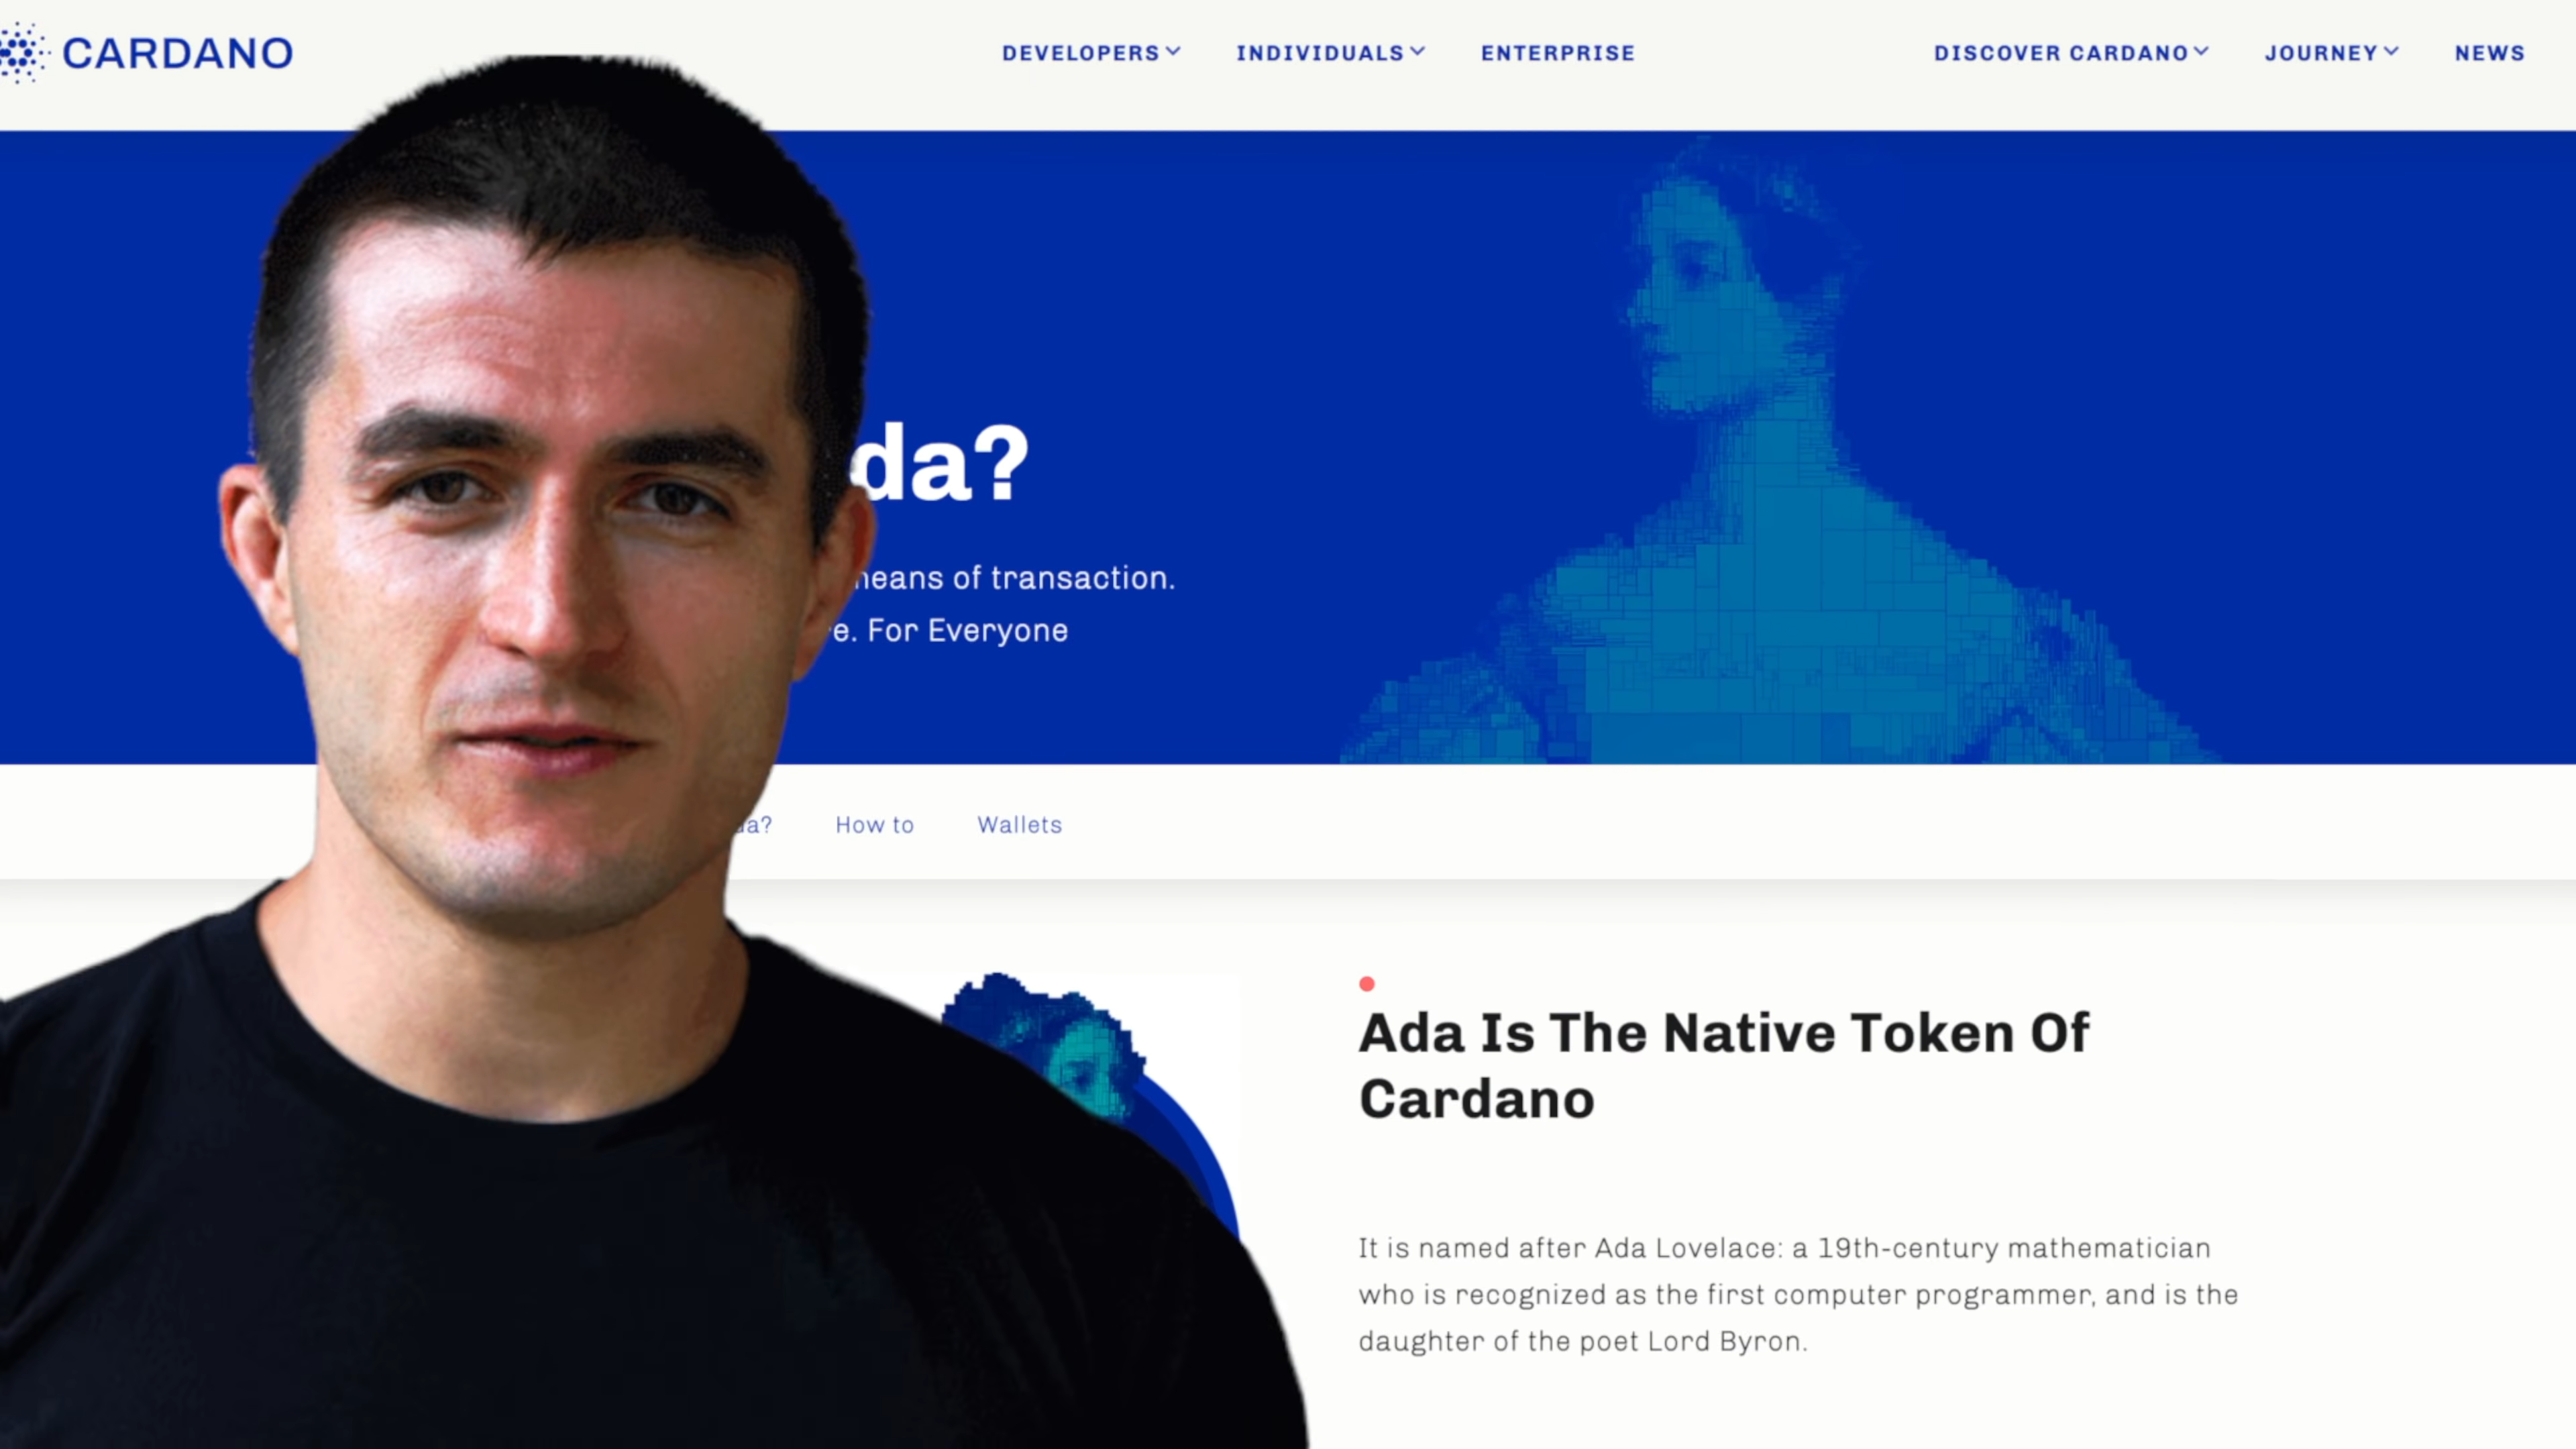 CARDANO
DEVELOPERS INDIVIDUALS ENTERPRISE DISCOVER CARDANO JOURNEY NEWS
da?
of transaction.
For Everyone
How to Wallets
Ada Is The Native Token Of
Cardano
It is named after Ada Lovelace: a 19th-century mathematician
who is recognized as the first computer programmer, and is the
daughter of the poet Lord Byron.